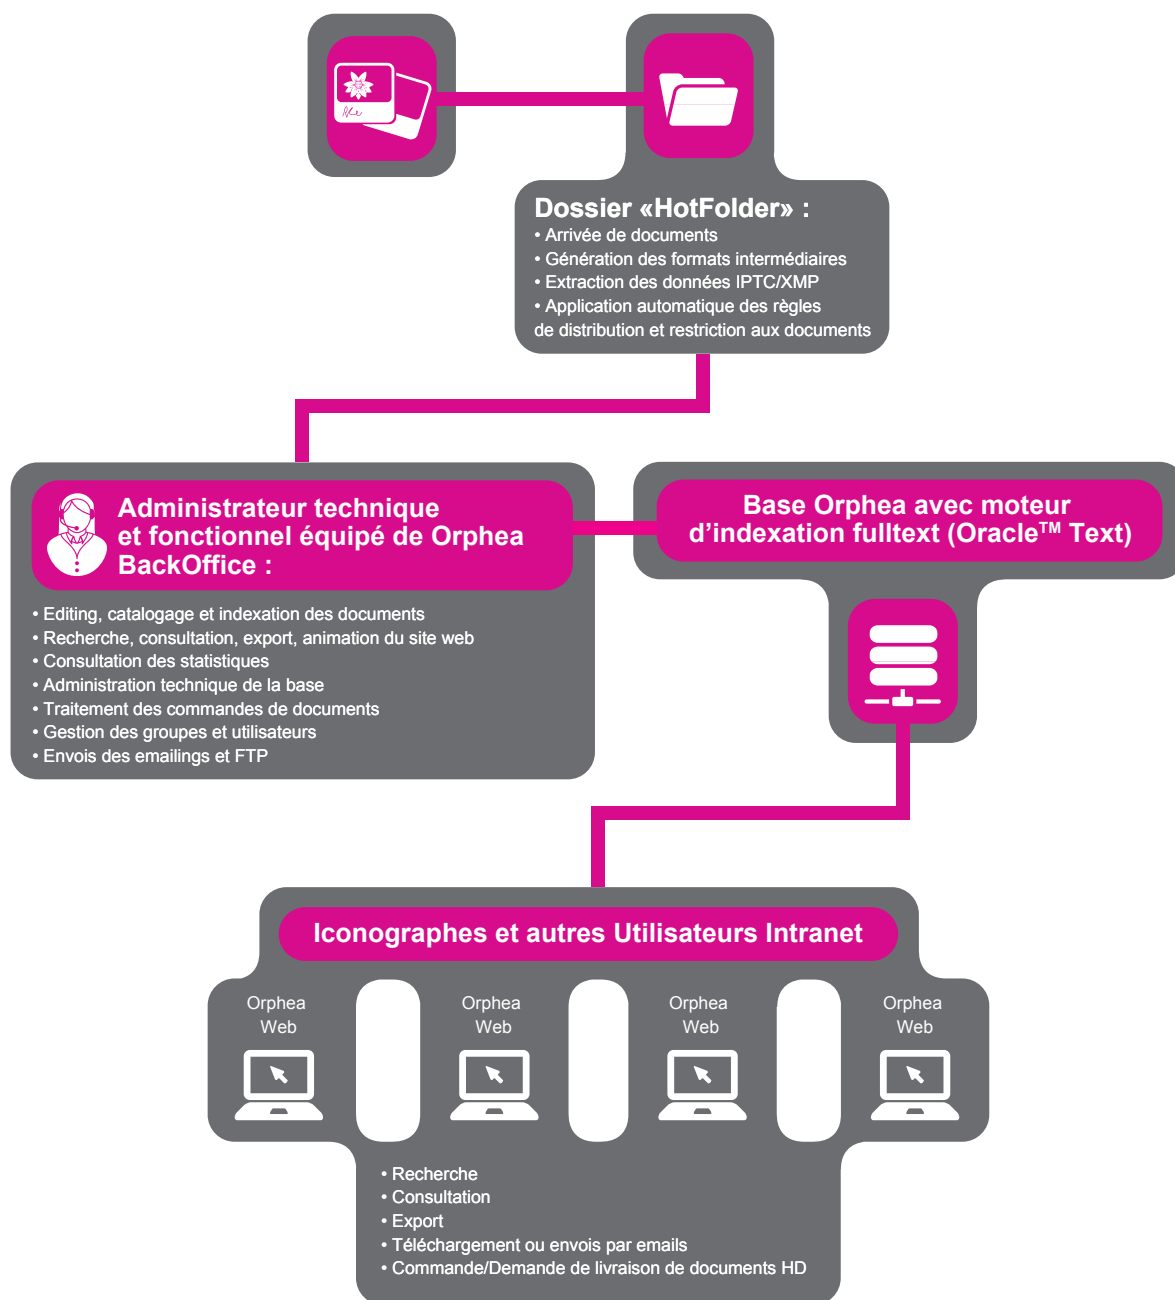 Dossier «HotFolder» :
• Arrivée de documents
• Génération des formats intermédiaires
• Extraction des données IPTC/XMP
• Application automatique des règles
de distribution et restriction aux documents
Administrateur technique
et fonctionnel équipé de Orphea
BackOffice :
• Editing, catalogage et indexation des documents
• Recherche, consultation, export, animation du site web
• Consultation des statistiques
• Administration technique de la base
• Traitement des commandes de documents
• Gestion des groupes et utilisateurs
• Envois des emailings et FTP
Base Orphea avec moteur
d’indexation fulltext (Oracle™ Text)
Iconographes et autres Utilisateurs Intranet
Orphea
Web
Orphea
Web
Orphea
Web
Orphea
Web
• Recherche
• Consultation
• Export
• Téléchargement ou envois par emails
• Commande/Demande de livraison de documents HD